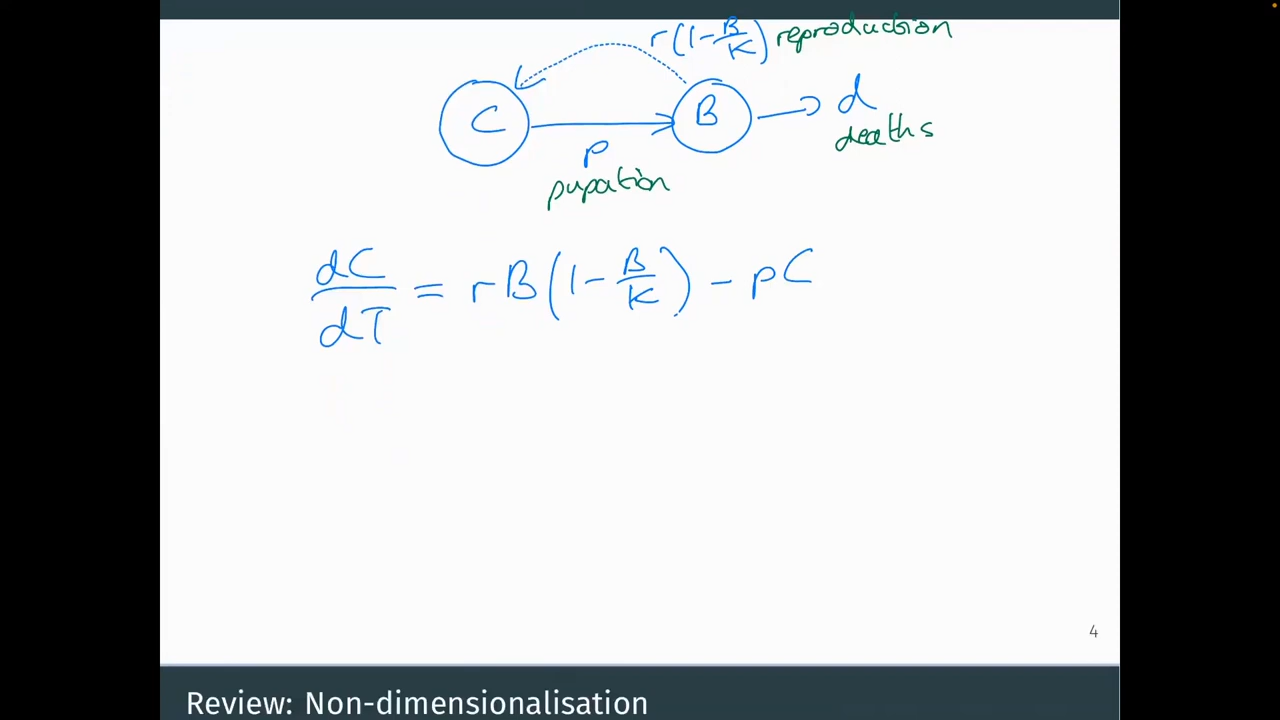 r(1-B/K) reproduction
C B d
deaths
p
pupation
dC/dT = rB(1-B/K) - pC
4
Review: Non-dimensionalisation